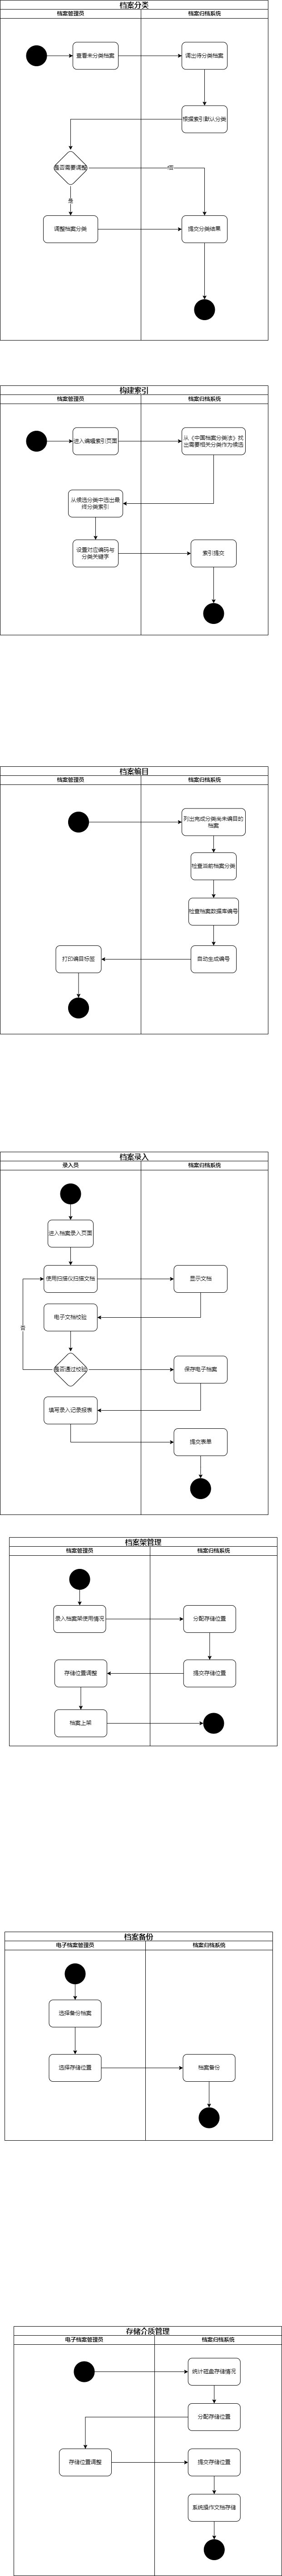 档案分类
档案管理员
档案归档系统
查看未分类档案
调出待分类档案
根据索引默认分类
是否需要调整
否
是
调整档案分类
提交分类结果
构建索引
档案管理员
档案归档系统
进入编辑索引页面
从《中国档案分类法》找
出需要相关分类作为候选
从候选分类中选出最
终分类索引
设置对应编码与
分类关键字
索引提交
档案编目
档案管理员
档案归档系统
列出完成分类尚未编目的
档案
检查当前档案分类
检查档案数据库编号
打印编目标签
自动生成编号
档案录入
录入员
档案归档系统
进入档案录入页面
使用扫描仪扫描文档
显示文档
电子文档校验
否
是否通过校验
保存电子档案
填写录入记录报表
提交表单
档案架管理
档案管理员
档案归档系统
录入档案架使用情况
分配存储位置
存储位置调整
提交存储位置
档案上架
档案备份
电子档案管理员
档案归档系统
选择备份档案
选择存储位置
档案备份
存储介质管理
电子档案管理员
档案归档系统
统计磁盘存储情况
分配存储位置
存储位置调整
提交存储位置
系统操作文档存储